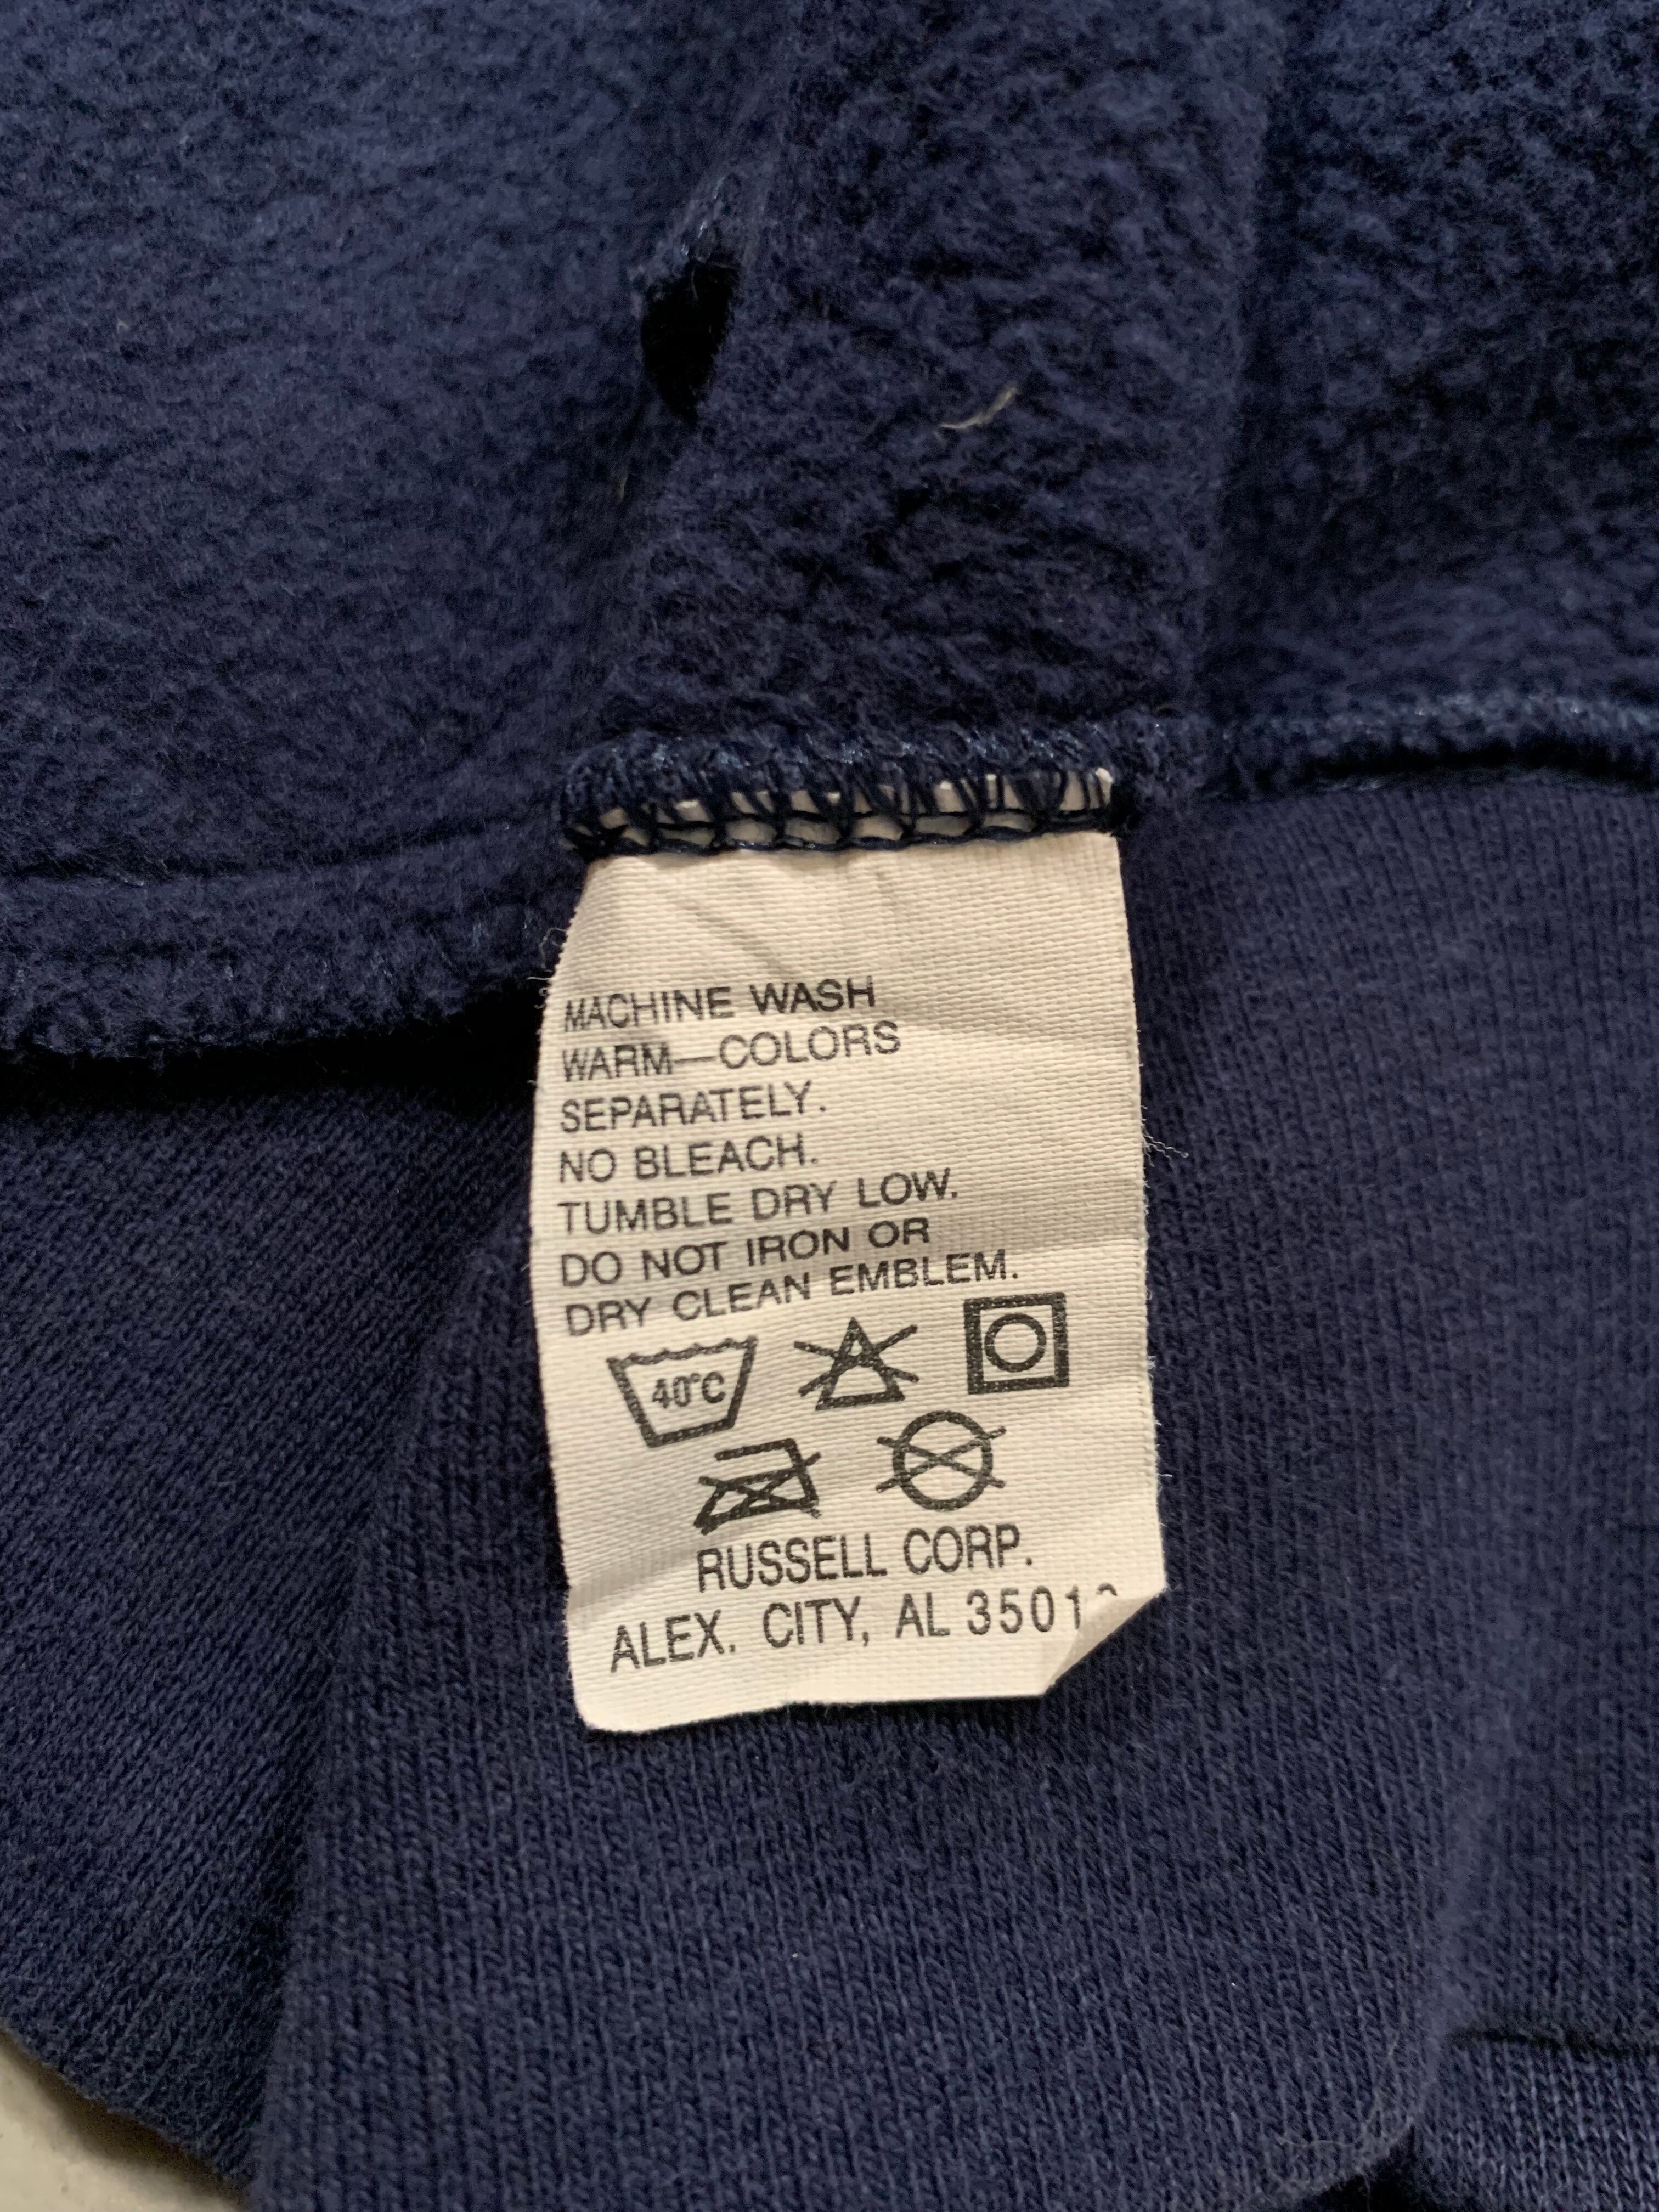 MACHINE WASH
WARM—COLORS
SEPARATELY.
NO BLEACH.
TUMBLE DRY LOW.
DO NOT IRON OR
DRY CLEAN EMBLEM.
40°C
RUSSELL CORP.
ALEX. CITY, AL